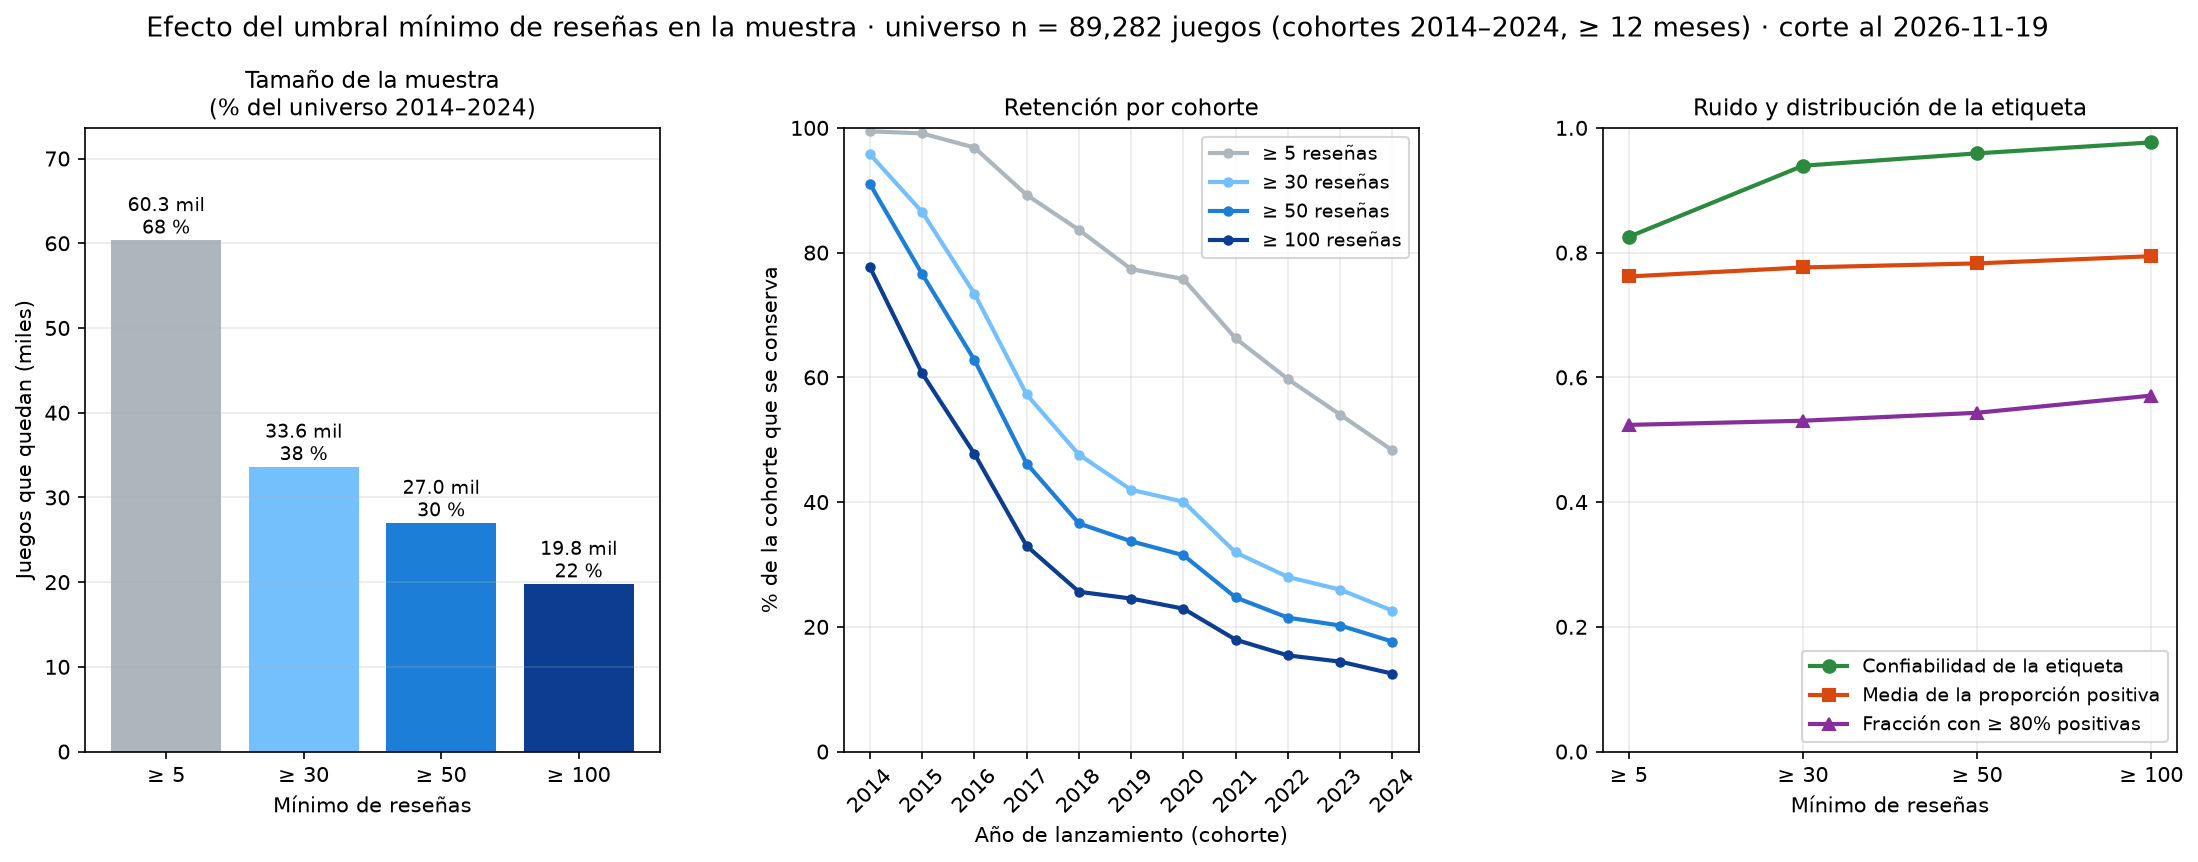 Efecto del umbral mínimo de reseñas en la muestra · universo n = 89,282 juegos (cohortes 2014–2024, ≥ 12 meses) · corte al 2026-11-19
Tamaño de la muestra
(% del universo 2014–2024)
Juegos que quedan (miles)
70
60
50
40
30
20
10
0
60.3 mil
68 %
33.6 mil
38 %
27.0 mil
30 %
19.8 mil
22 %
≥ 5
≥ 30
≥ 50
≥ 100
Mínimo de reseñas
Retención por cohorte
% de la cohorte que se conserva
100
80
60
40
20
0
≥ 5 reseñas
≥ 30 reseñas
≥ 50 reseñas
≥ 100 reseñas
2014
2015
2016
2017
2018
2019
2020
2021
2022
2023
2024
Año de lanzamiento (cohorte)
Ruido y distribución de la etiqueta
1.0
0.8
0.6
0.4
0.2
0.0
Confiabilidad de la etiqueta
Media de la proporción positiva
Fracción con ≥ 80% positivas
≥ 5
≥ 30
≥ 50
≥ 100
Mínimo de reseñas